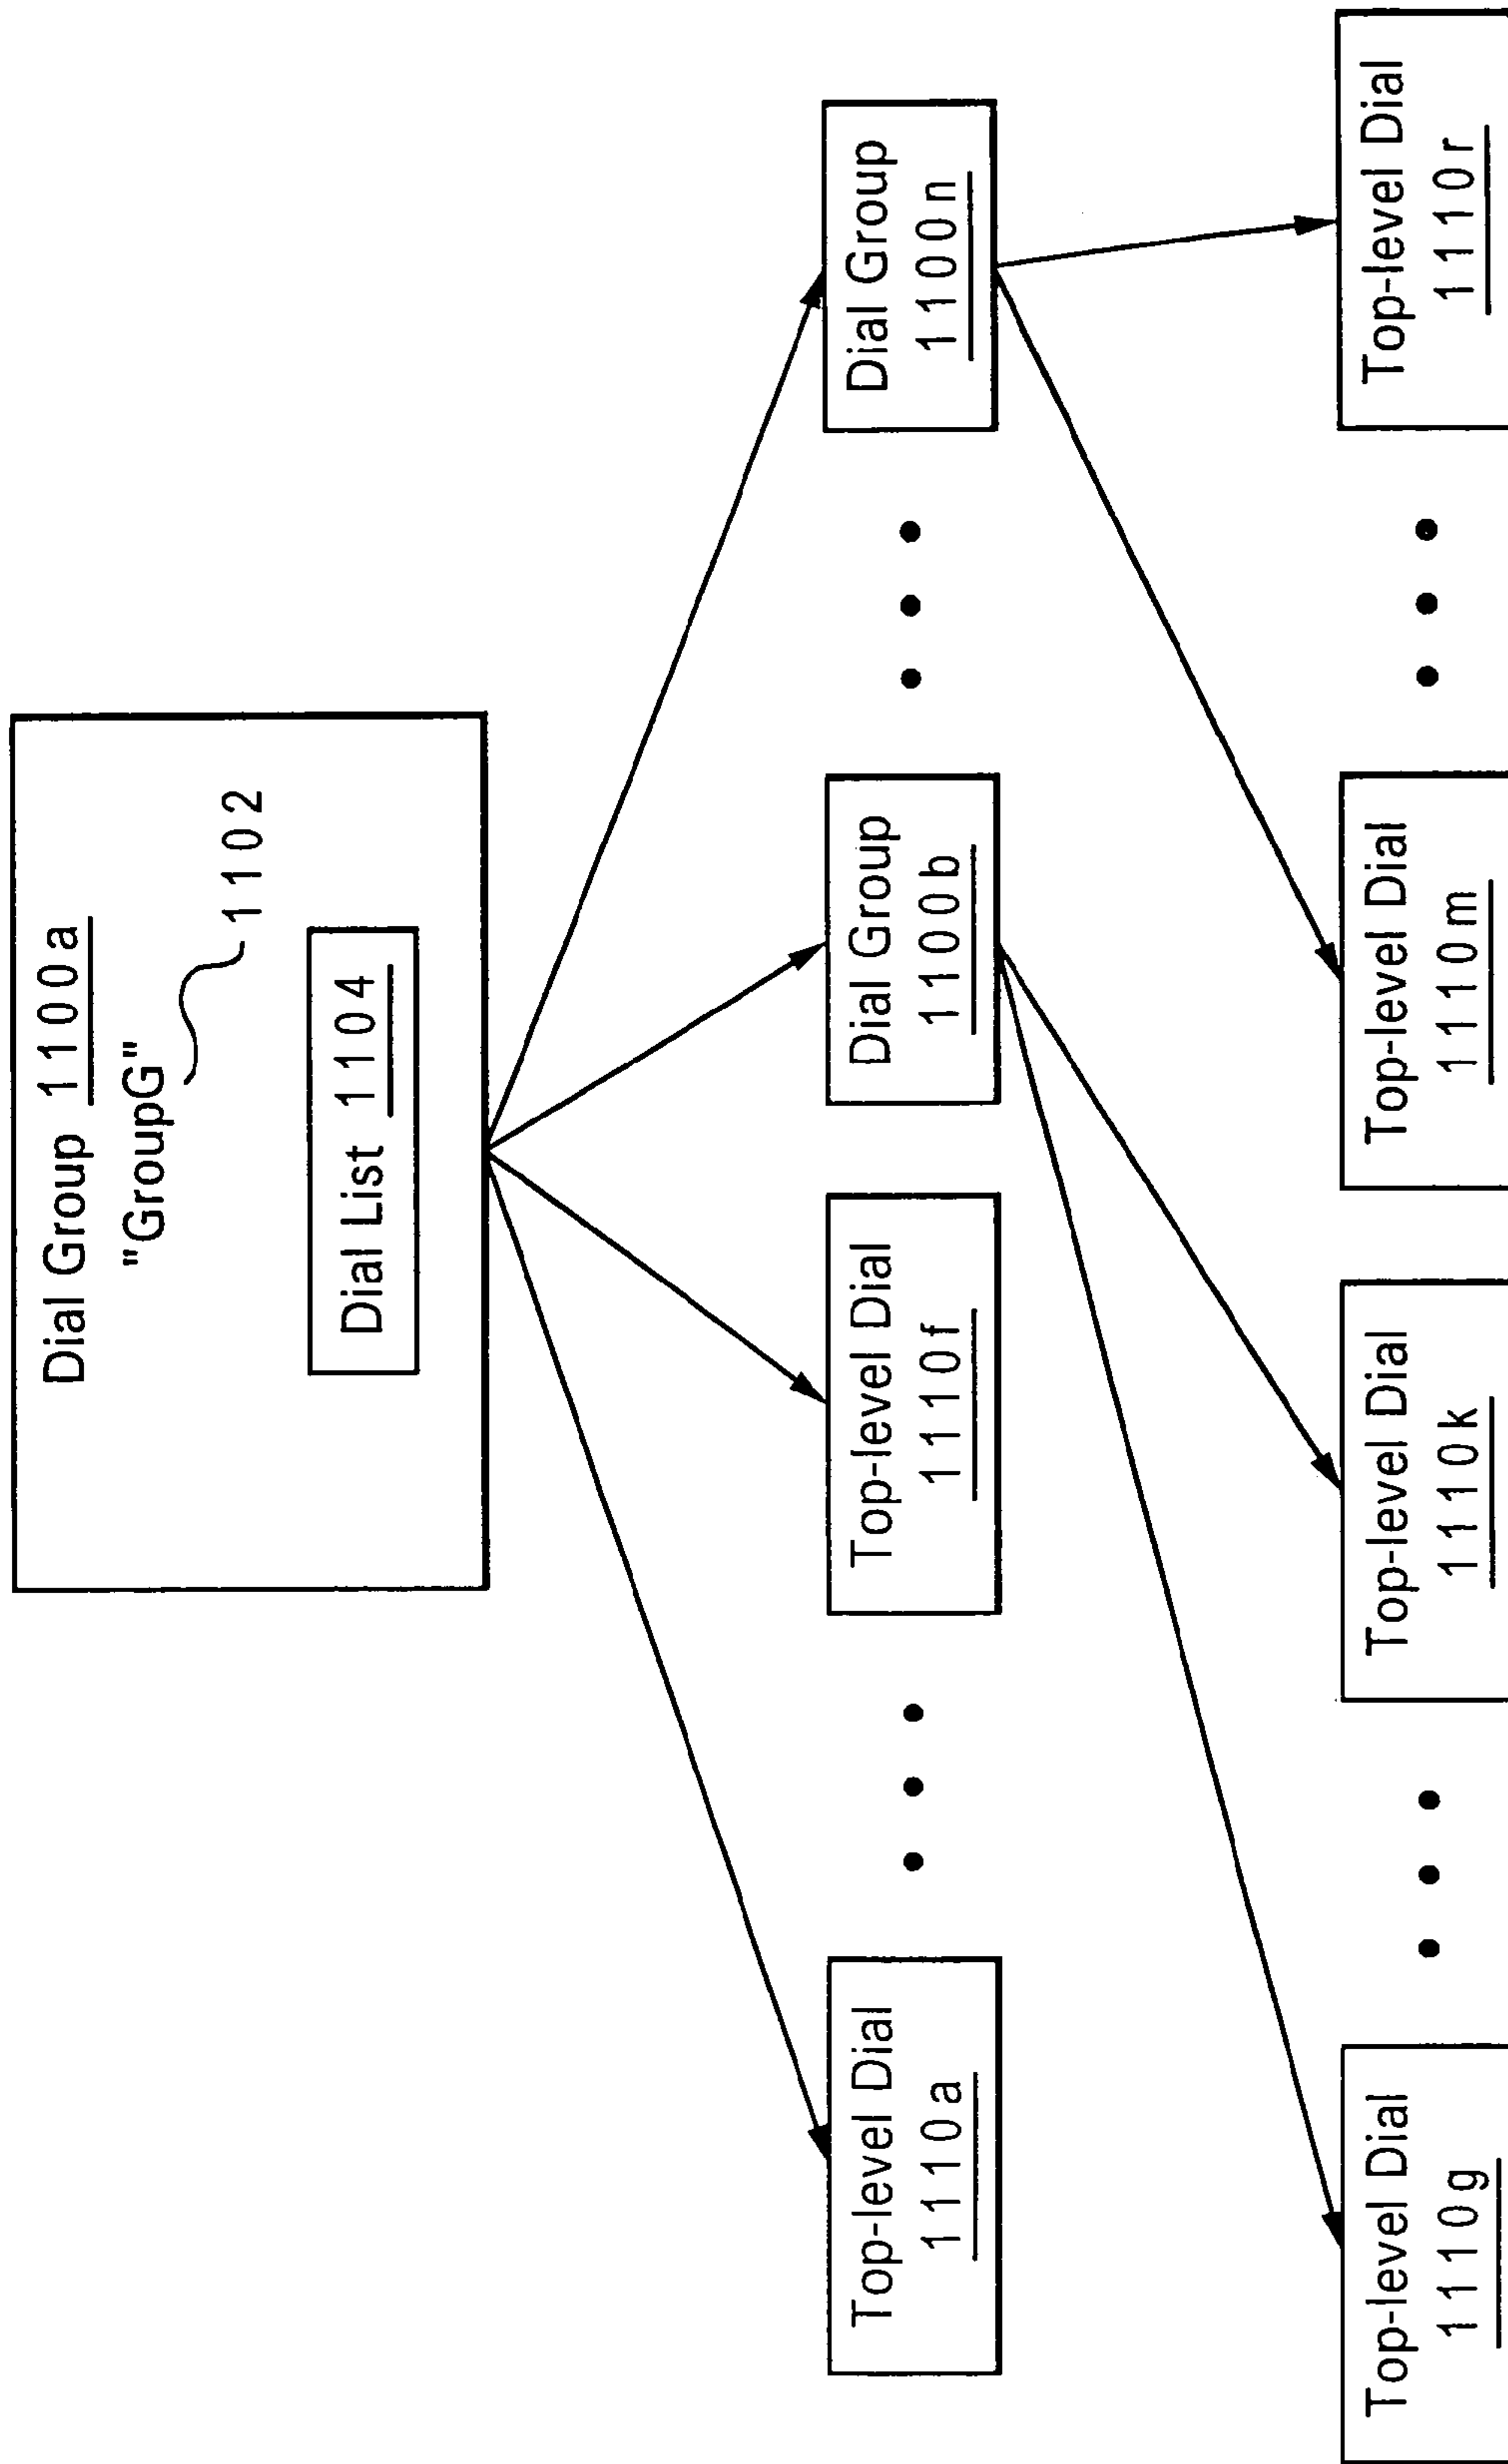 Dial Group 1100a
"GroupG"
1102
Dial List 1104
Top-level Dial
1110a
Top-level Dial
1110f
Dial Group
1100b
Dial Group
1100n
Top-level Dial
1110g
Top-level Dial
1110k
Top-level Dial
1110m
Top-level Dial
1110r